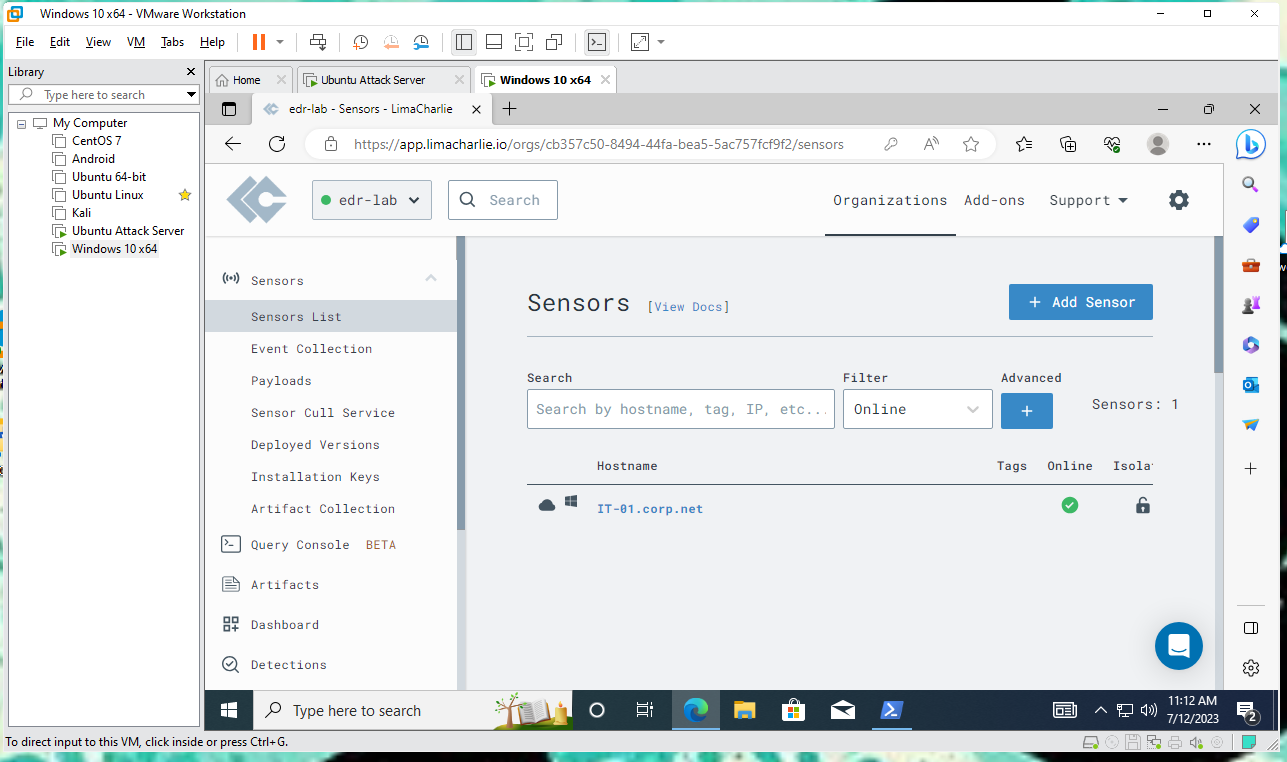 Windows 10 x64 - VMware Workstation
File Edit View VM Tabs Help
Library
Type here to search
My Computer
CentOS 7
Android
Ubuntu 64-bit
Ubuntu Linux
Kali
Ubuntu Attack Server
Windows 10 x64
Home Ubuntu Attack Server Windows 10 x64
edr-lab - Sensors - LimaCharlie
https://app.limacharlie.io/orgs/cb357c50-8494-44fa-bea5-5ac757fcf9f2/sensors
edr-lab Search Organizations Add-ons Support
Sensors
Sensors List
Event Collection
Payloads
Sensor Cull Service
Deployed Versions
Installation Keys
Artifact Collection
Query Console BETA
Artifacts
Dashboard
Detections
Sensors [View Docs] + Add Sensor
Search Filter Advanced
Search by hostname, tag, IP, etc... Online + Sensors: 1
Hostname Tags Online Isola
IT-01.corp.net
Type here to search
11:12 AM
7/12/2023
2
To direct input to this VM, click inside or press Ctrl+G.